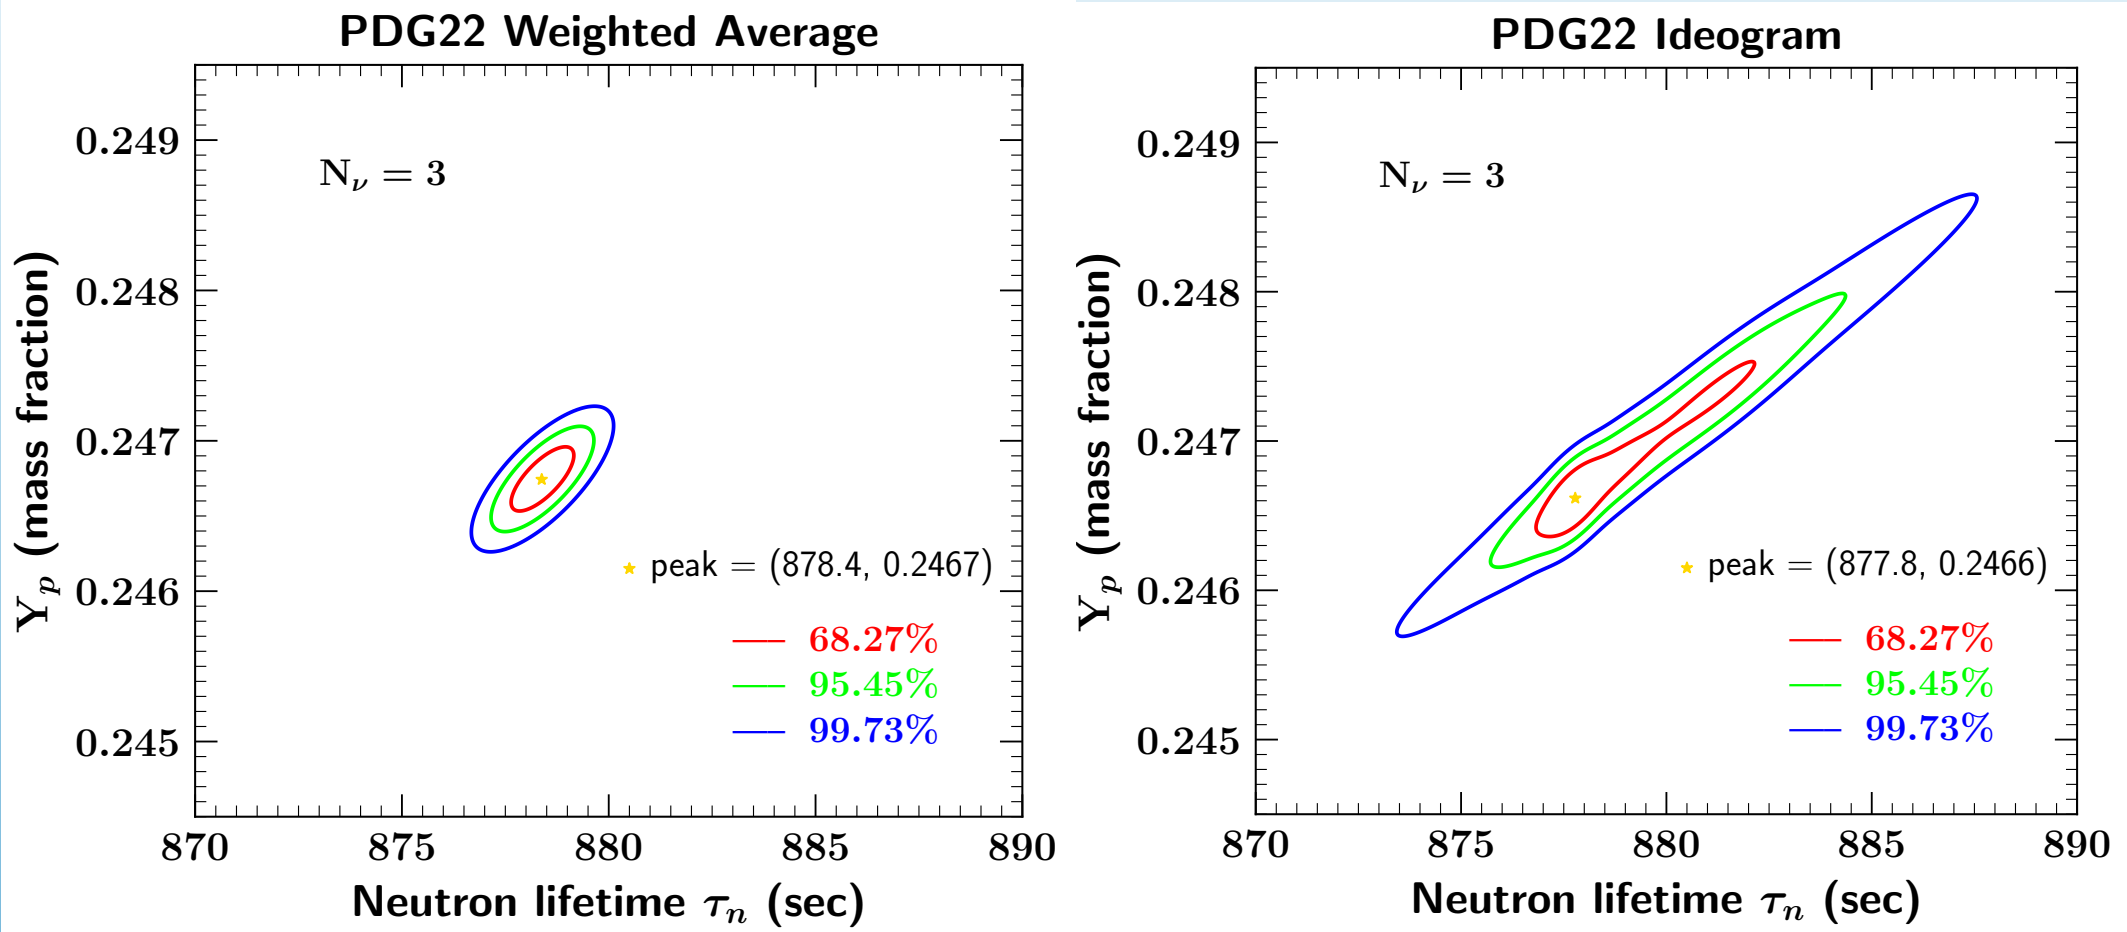 PDG22 Weighted Average
0.249
0.248
0.247
0.246
0.245
Y_p (mass fraction)
N_ν = 3
peak = (878.4, 0.2467)
68.27%
95.45%
99.73%
870 875 880 885 890
Neutron lifetime τ_n (sec)
PDG22 Ideogram
0.249
0.248
0.247
0.246
0.245
Y_p (mass fraction)
N_ν = 3
peak = (877.8, 0.2466)
68.27%
95.45%
99.73%
870 875 880 885 890
Neutron lifetime τ_n (sec)